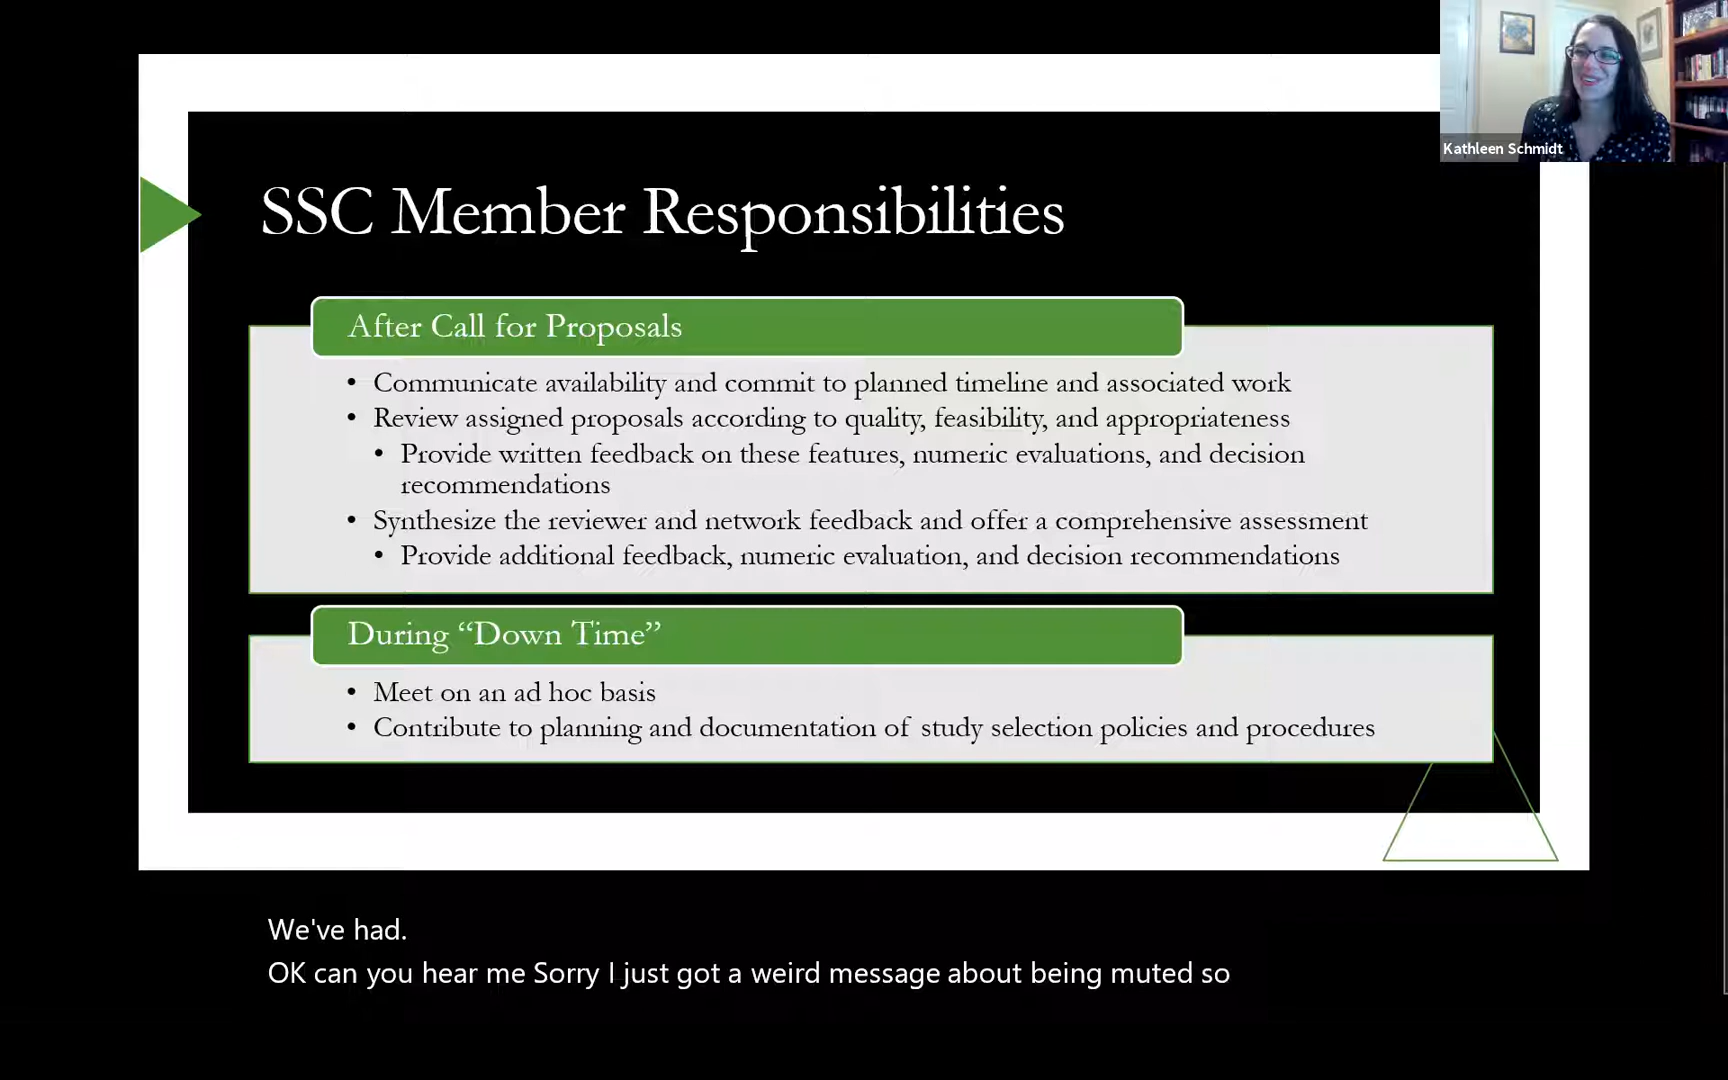 Kathleen Schmidt
SSC Member Responsibilities
After Call for Proposals
• Communicate availability and commit to planned timeline and associated work
• Review assigned proposals according to quality, feasibility, and appropriateness
• Provide written feedback on these features, numeric evaluations, and decision
recommendations
• Synthesize the reviewer and network feedback and offer a comprehensive assessment
• Provide additional feedback, numeric evaluation, and decision recommendations
During “Down Time”
• Meet on an ad hoc basis
• Contribute to planning and documentation of study selection policies and procedures
We've had.
OK can you hear me Sorry I just got a weird message about being muted so